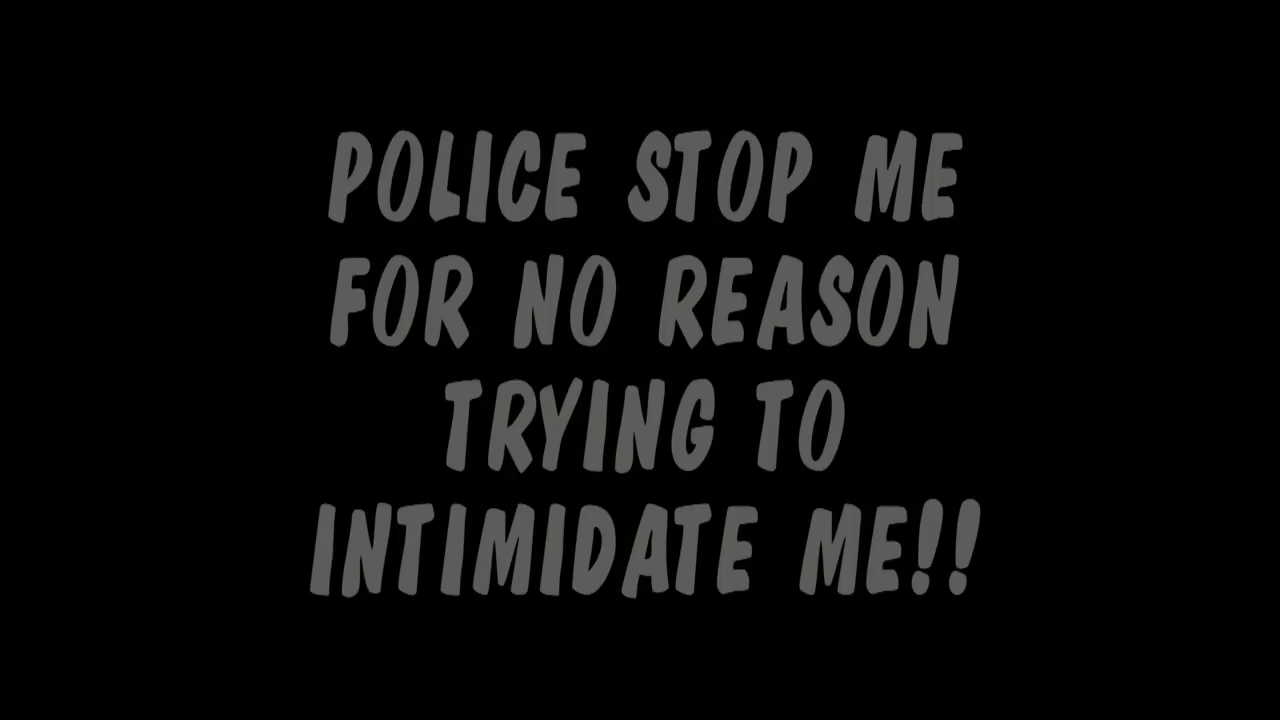 POLICE STOP ME
FOR NO REASON
TRYING TO
INTIMIDATE ME!!